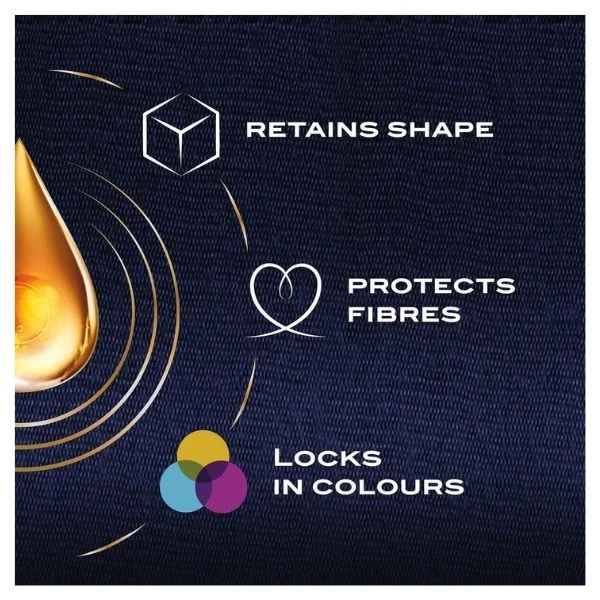 RETAINS SHAPE
PROTECTS
FIBRES
LOCKS
IN COLOURS